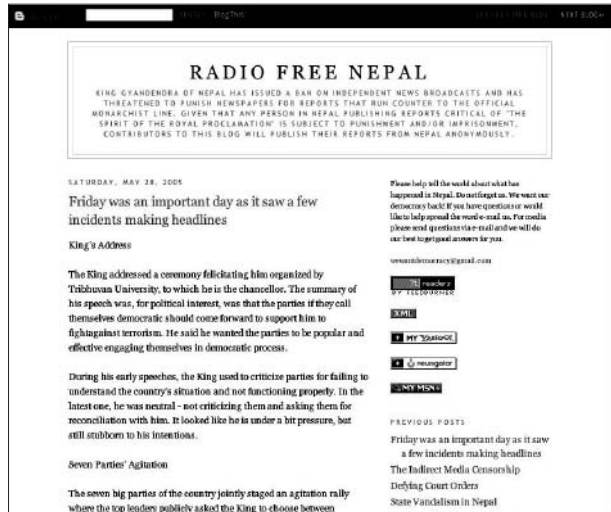 BlogThis!
NEXT BLOG»
RADIO FREE NEPAL
KING GYANDENDRA OF NEPAL HAS ISSUED A BAN ON INDEPENDENT NEWS BROADCASTS AND HAS
THREATENED TO PUNISH NEWSPAPERS FOR REPORTS THAT RUN COUNTER TO THE OFFICIAL
MONARCHIST LINE. GIVEN THAT ANY PERSON IN NEPAL PUBLISHING REPORTS CRITICAL OF "THE
SPIRIT OF THE ROYAL PROCLAMATION" IS SUBJECT TO PUNISHMENT AND/OR IMPRISONMENT,
CONTRIBUTORS TO THIS BLOG WILL PUBLISH THEIR REPORTS FROM NEPAL ANONYMOUSLY.
SATURDAY, MAY 28, 2005
Friday was an important day as it saw a few
incidents making headlines
King's Address
The King addressed a ceremony felicitating him organized by
Tribhuvan University, to which he is the chancellor. The summary of
his speech was, for political interest, was that the parties if they call
themselves democratic should come forward to support him to
fightagainst terrorism. He said he wanted the parties to be popular and
effective engaging themselves in democratic process.
During his early speeches, the King used to criticize parties for failing to
understand the country's situation and not functioning properly. In the
latest one, he was neutral – not criticizing them and asking them for
reconciliation with him. It looked like he is under a bit pressure, but
still stubborn to his intentions.
Seven Parties' Agitation
The seven big parties of the country jointly staged an agitation rally
where the top leaders publicly asked the King to choose between
Please help tell the world about what has
happened in Nepal. Do not forget us. We want our
democracy back! If you have questions or would
like to help spread the word e-mail us. For media
please send questions via e-mail and we will do
our best to get good answers for you.
wewantdemocracy@gmail.com
readers
BY FEEDBURNER
XML
MY YAHOO!
newsgator
MY MSN
PREVIOUS POSTS
Friday was an important day as it saw
a few incidents making headlines
The Indirect Media Censorship
Defying Court Orders
State Vandalism in Nepal